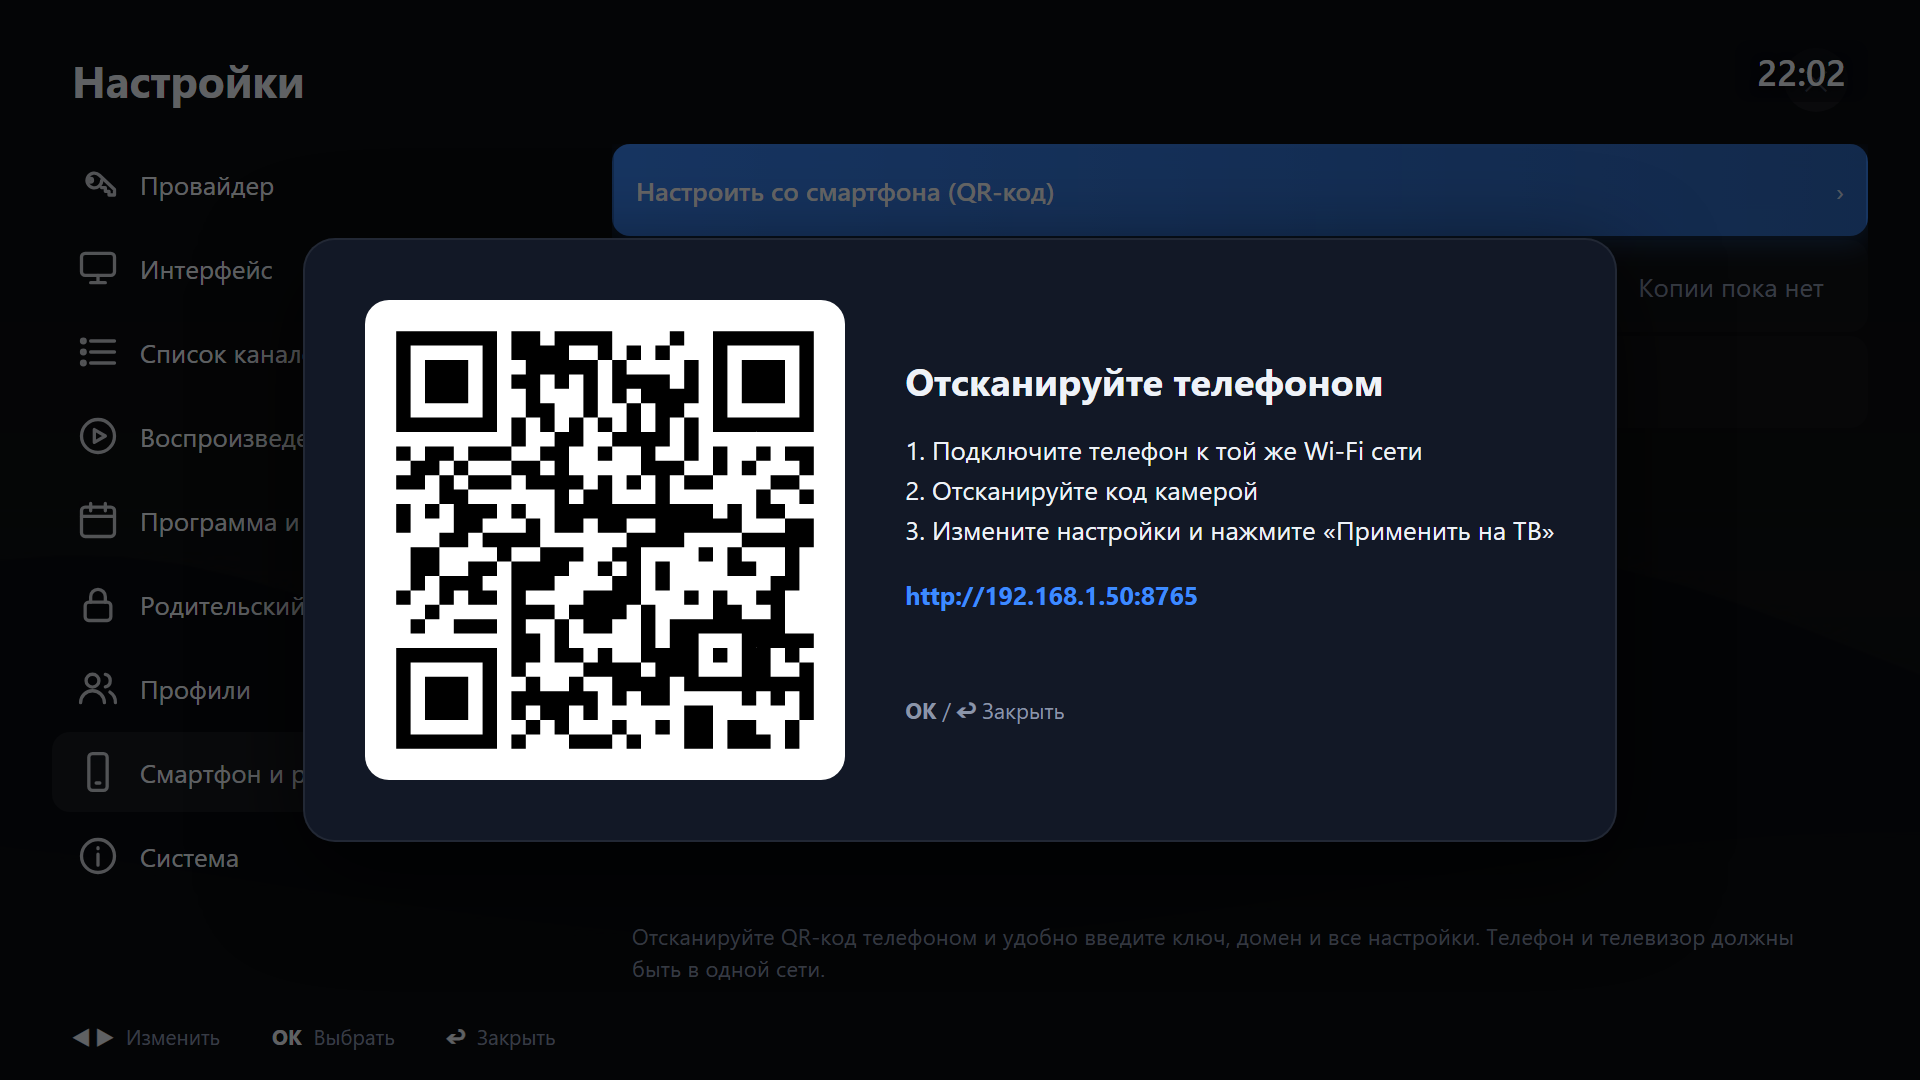 Настройки
22:02
Провайдер
Интерфейс
Список канал
Воспроизведе
Программа и
Родительский
Профили
Смартфон и р
Система
Настроить со смартфона (QR-код)
Копии пока нет
Отсканируйте телефоном
1. Подключите телефон к той же Wi-Fi сети
2. Отсканируйте код камерой
3. Измените настройки и нажмите «Применить на ТВ»
http://192.168.1.50:8765
OK / ↩ Закрыть
Отсканируйте QR-код телефоном и удобно введите ключ, домен и все настройки. Телефон и телевизор должны
быть в одной сети.
◀ ▶ Изменить OK Выбрать ↩ Закрыть